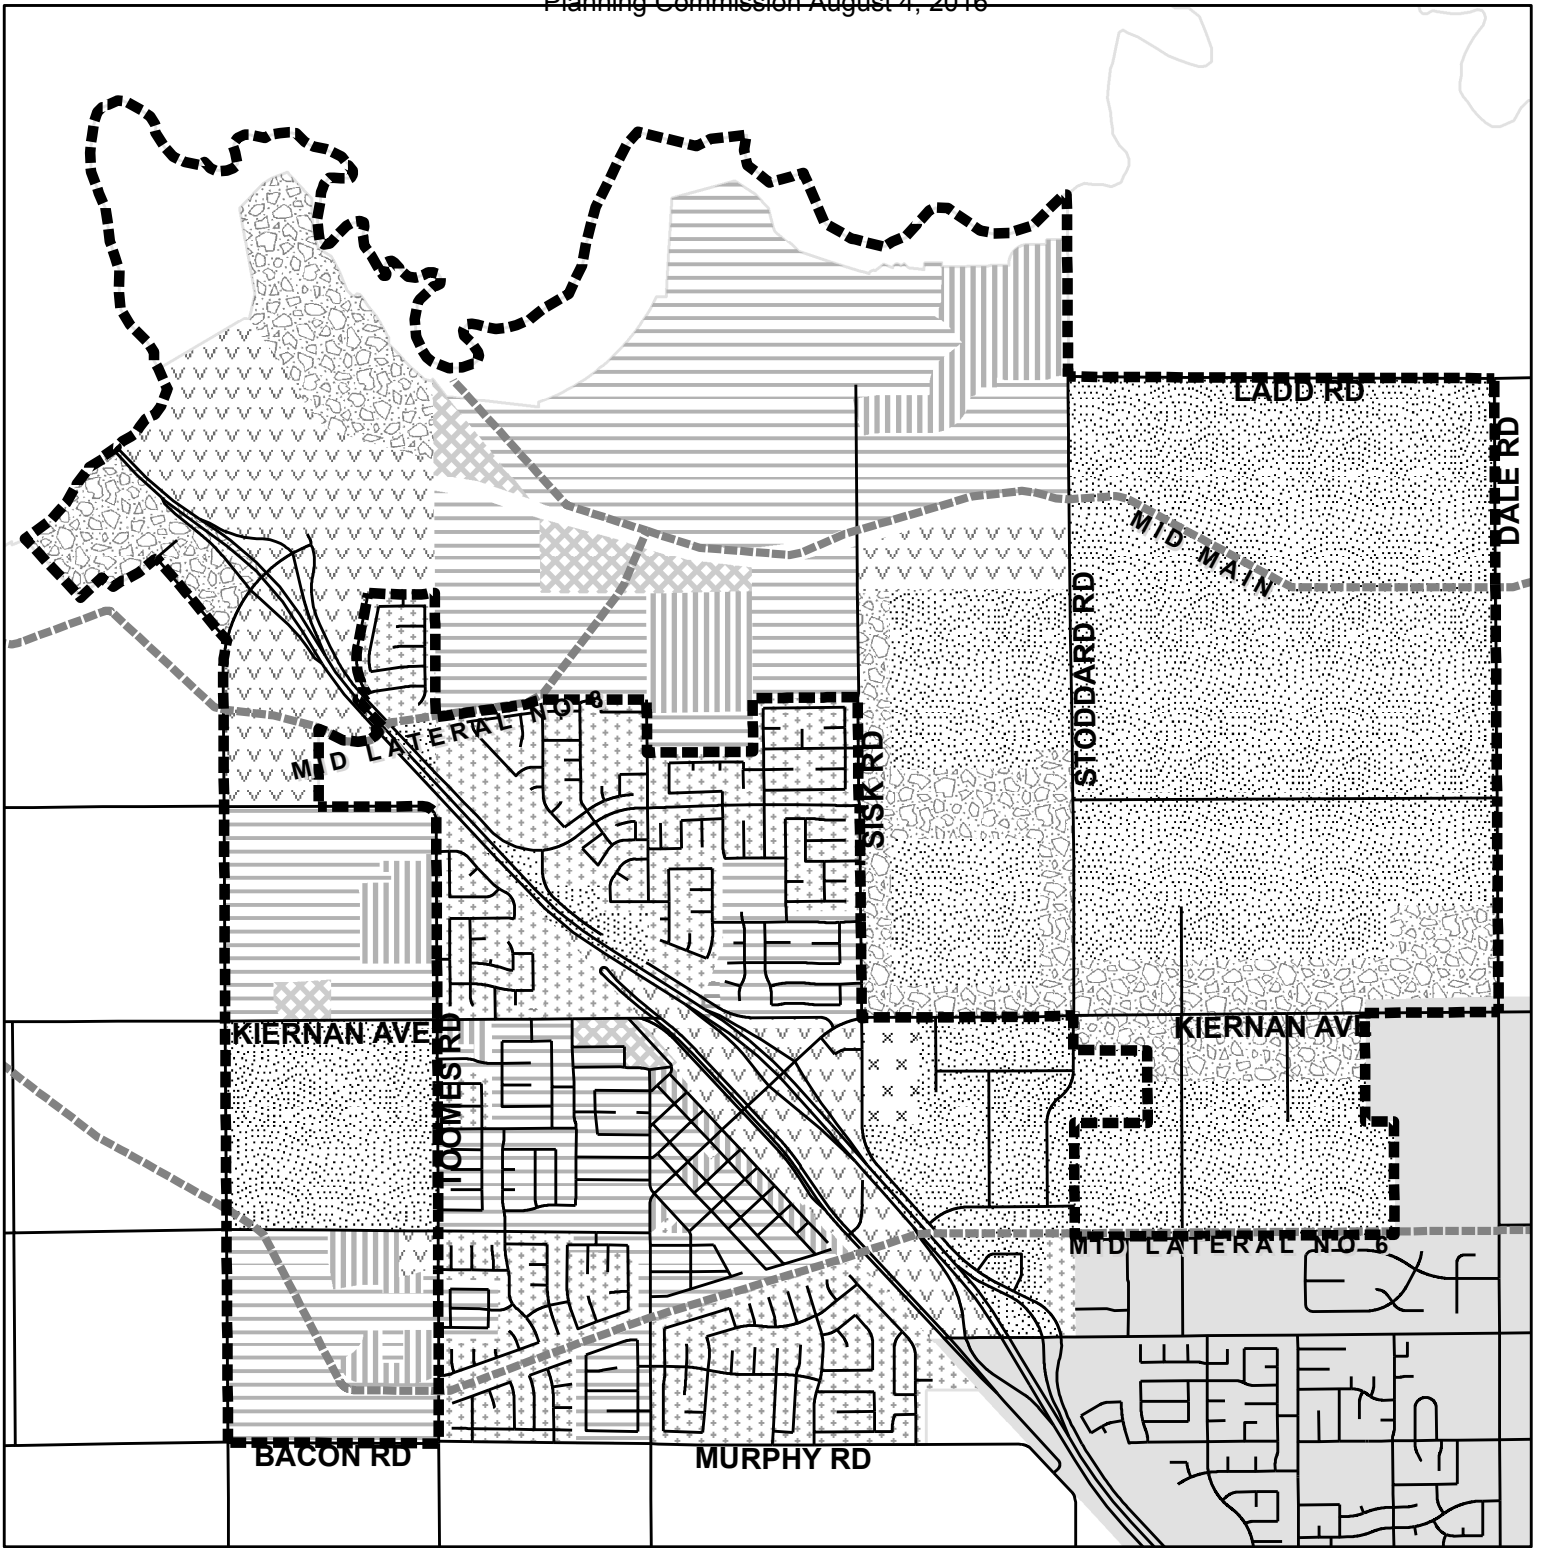 Planning Commission August 4, 2016
LADD RD
DALE RD
MID MAIN
STODDARD RD
MID LATERAL NO 8
SISK RD
KIERNAN AVE
TOOMES RD
KIERNAN AVE
MID LATERAL NO 6
BACON RD
MURPHY RD